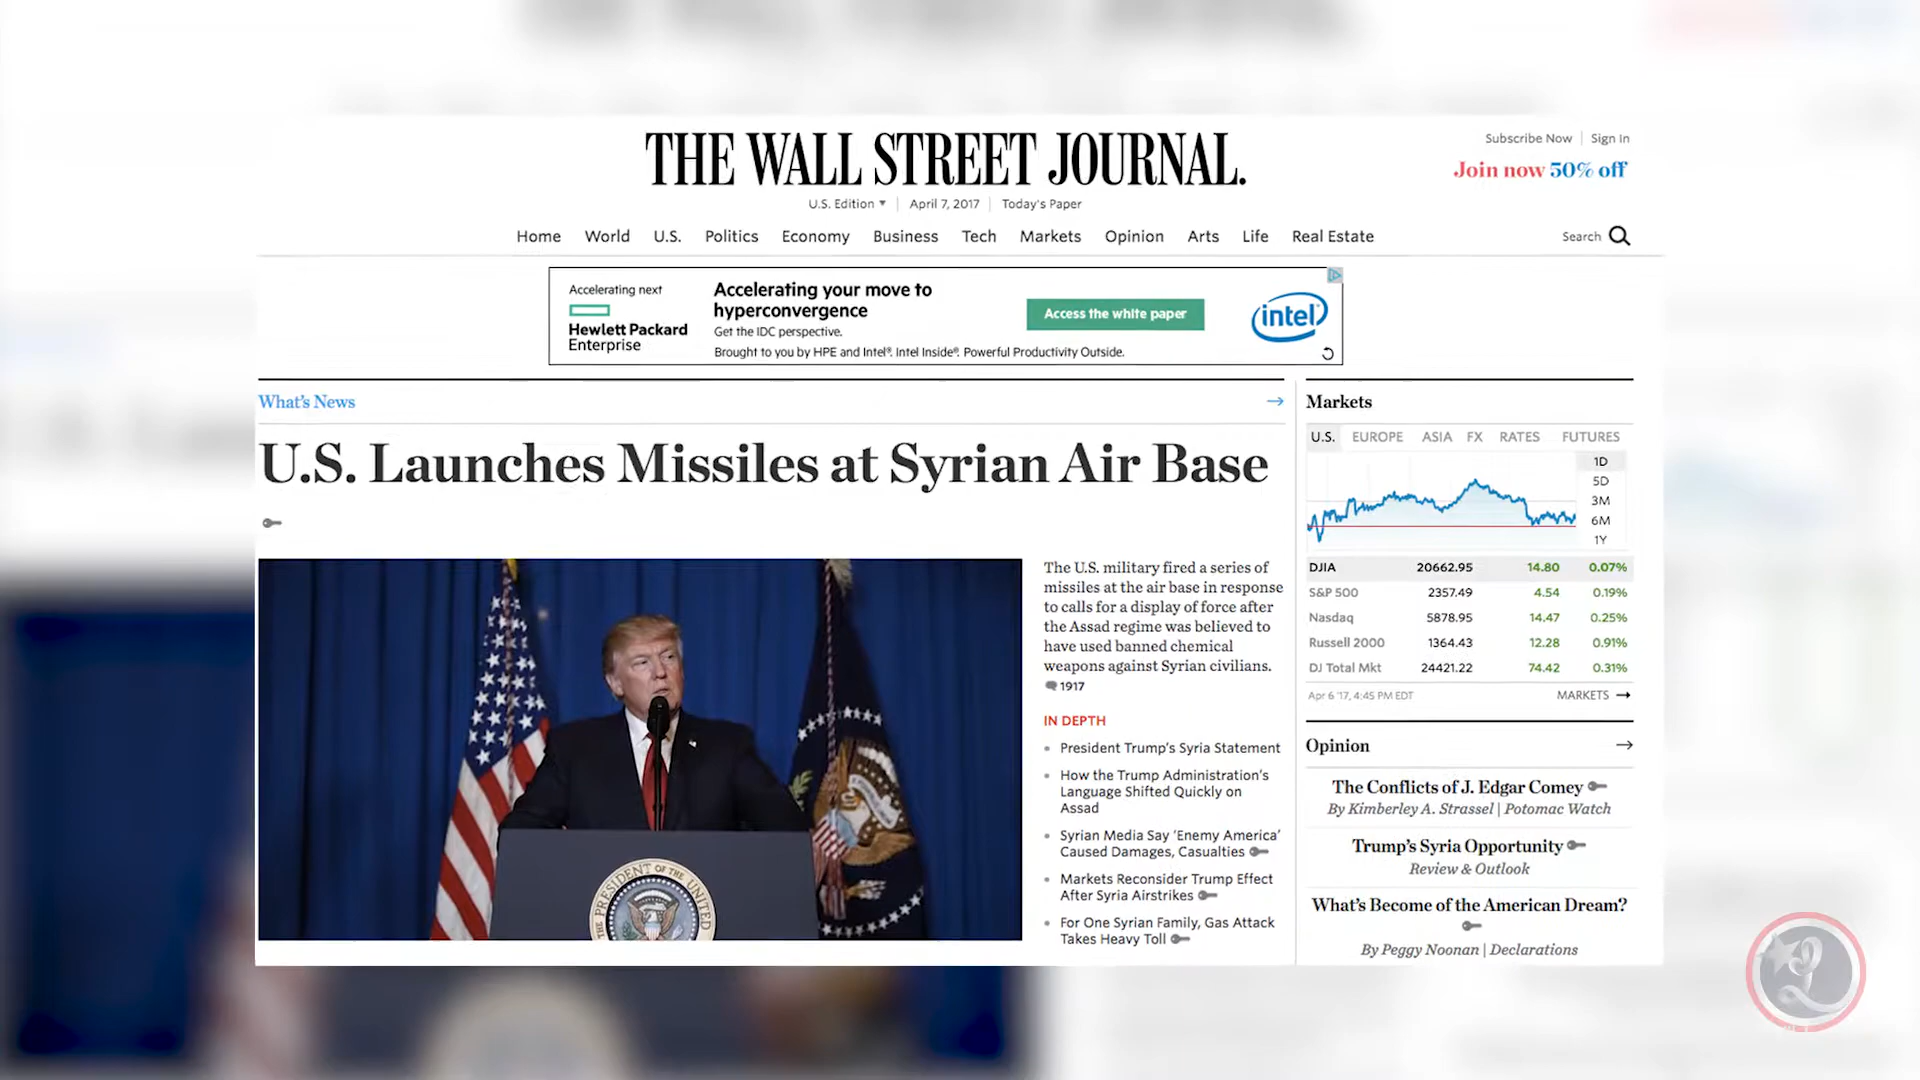 THE WALL STREET JOURNAL.
Subscribe Now | Sign In
Join now 50% off
U.S. Edition ▾ | April 7, 2017 | Today's Paper
Home World U.S. Politics Economy Business Tech Markets Opinion Arts Life Real Estate
Search
Accelerating next
Hewlett Packard
Enterprise
Accelerating your move to
hyperconvergence
Get the IDC perspective.
Brought to you by HPE and Intel®. Intel Inside®. Powerful Productivity Outside.
Access the white paper
intel
What's News
U.S. Launches Missiles at Syrian Air Base
The U.S. military fired a series of
missiles at the air base in response
to calls for a display of force after
the Assad regime was believed to
have used banned chemical
weapons against Syrian civilians.
1917
IN DEPTH
• President Trump's Syria Statement
• How the Trump Administration's
Language Shifted Quickly on
Assad
• Syrian Media Say 'Enemy America'
Caused Damages, Casualties
• Markets Reconsider Trump Effect
After Syria Airstrikes
• For One Syrian Family, Gas Attack
Takes Heavy Toll
PRESIDENT OF THE UNITED
Markets
U.S. EUROPE ASIA FX RATES FUTURES
1D
5D
3M
6M
1Y
DJIA 20662.95 14.80 0.07%
S&P 500 2357.49 4.54 0.19%
Nasdaq 5878.95 14.47 0.25%
Russell 2000 1364.43 12.28 0.91%
DJ Total Mkt 24421.22 74.42 0.31%
Apr 6 '17, 4:45 PM EDT MARKETS
Opinion
The Conflicts of J. Edgar Comey
By Kimberley A. Strassel | Potomac Watch
Trump's Syria Opportunity
Review & Outlook
What's Become of the American Dream?
By Peggy Noonan | Declarations